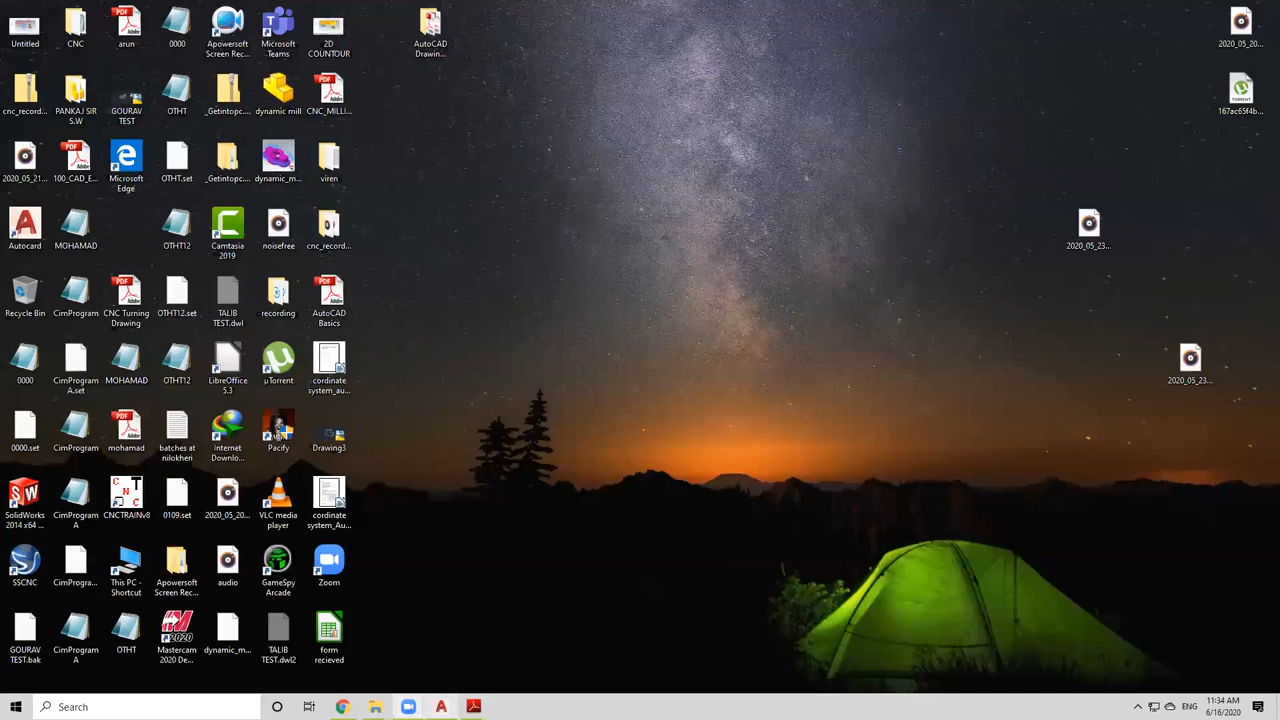 Untitled
CNC
arun
0000
Apowersoft
Screen Rec...
Microsoft
Teams
2D
COUNTOUR
AutoCAD
Drawin...
2020_05_20...
cnc_record...
PANKAJ SIR
S.W
GOURAV
TEST
OTHT
_Getintopc...
dynamic mill
CNC_MILLI...
167ac65f4b...
2020_05_21...
100_CAD_E...
Microsoft
Edge
OTHT.set
_Getintopc...
dynamic_m...
viren
Autocard
MOHAMAD
OTHT12
Camtasia
2019
noisefree
cnc_record...
2020_05_23...
Recycle Bin
CimProgram
CNC Turning
Drawing
OTHT12.set
TALIB
TEST.dwl
recording
AutoCAD
Basics
0000
CimProgram
A.set
MOHAMAD
OTHT12
LibreOffice
5.3
µTorrent
cordinate
system_au...
2020_05_23...
0000.set
CimProgram
mohamad
batches at
nilokheri
Internet
Downlo...
Pacify
Drawing3
SolidWorks
2014 x64 ...
CimProgram
A
CNCTRAINv8
0109.set
2020_05_20...
VLC media
player
cordinate
system_Au...
SSCNC
CimProgra...
This PC -
Shortcut
Apowersoft
Screen Rec...
audio
GameSpy
Arcade
Zoom
GOURAV
TEST.bak
CimProgram
A
OTHT
Mastercam
2020 De...
dynamic_m...
TALIB
TEST.dwl2
form
recieved
Search
ENG
11:34 AM
6/16/2020